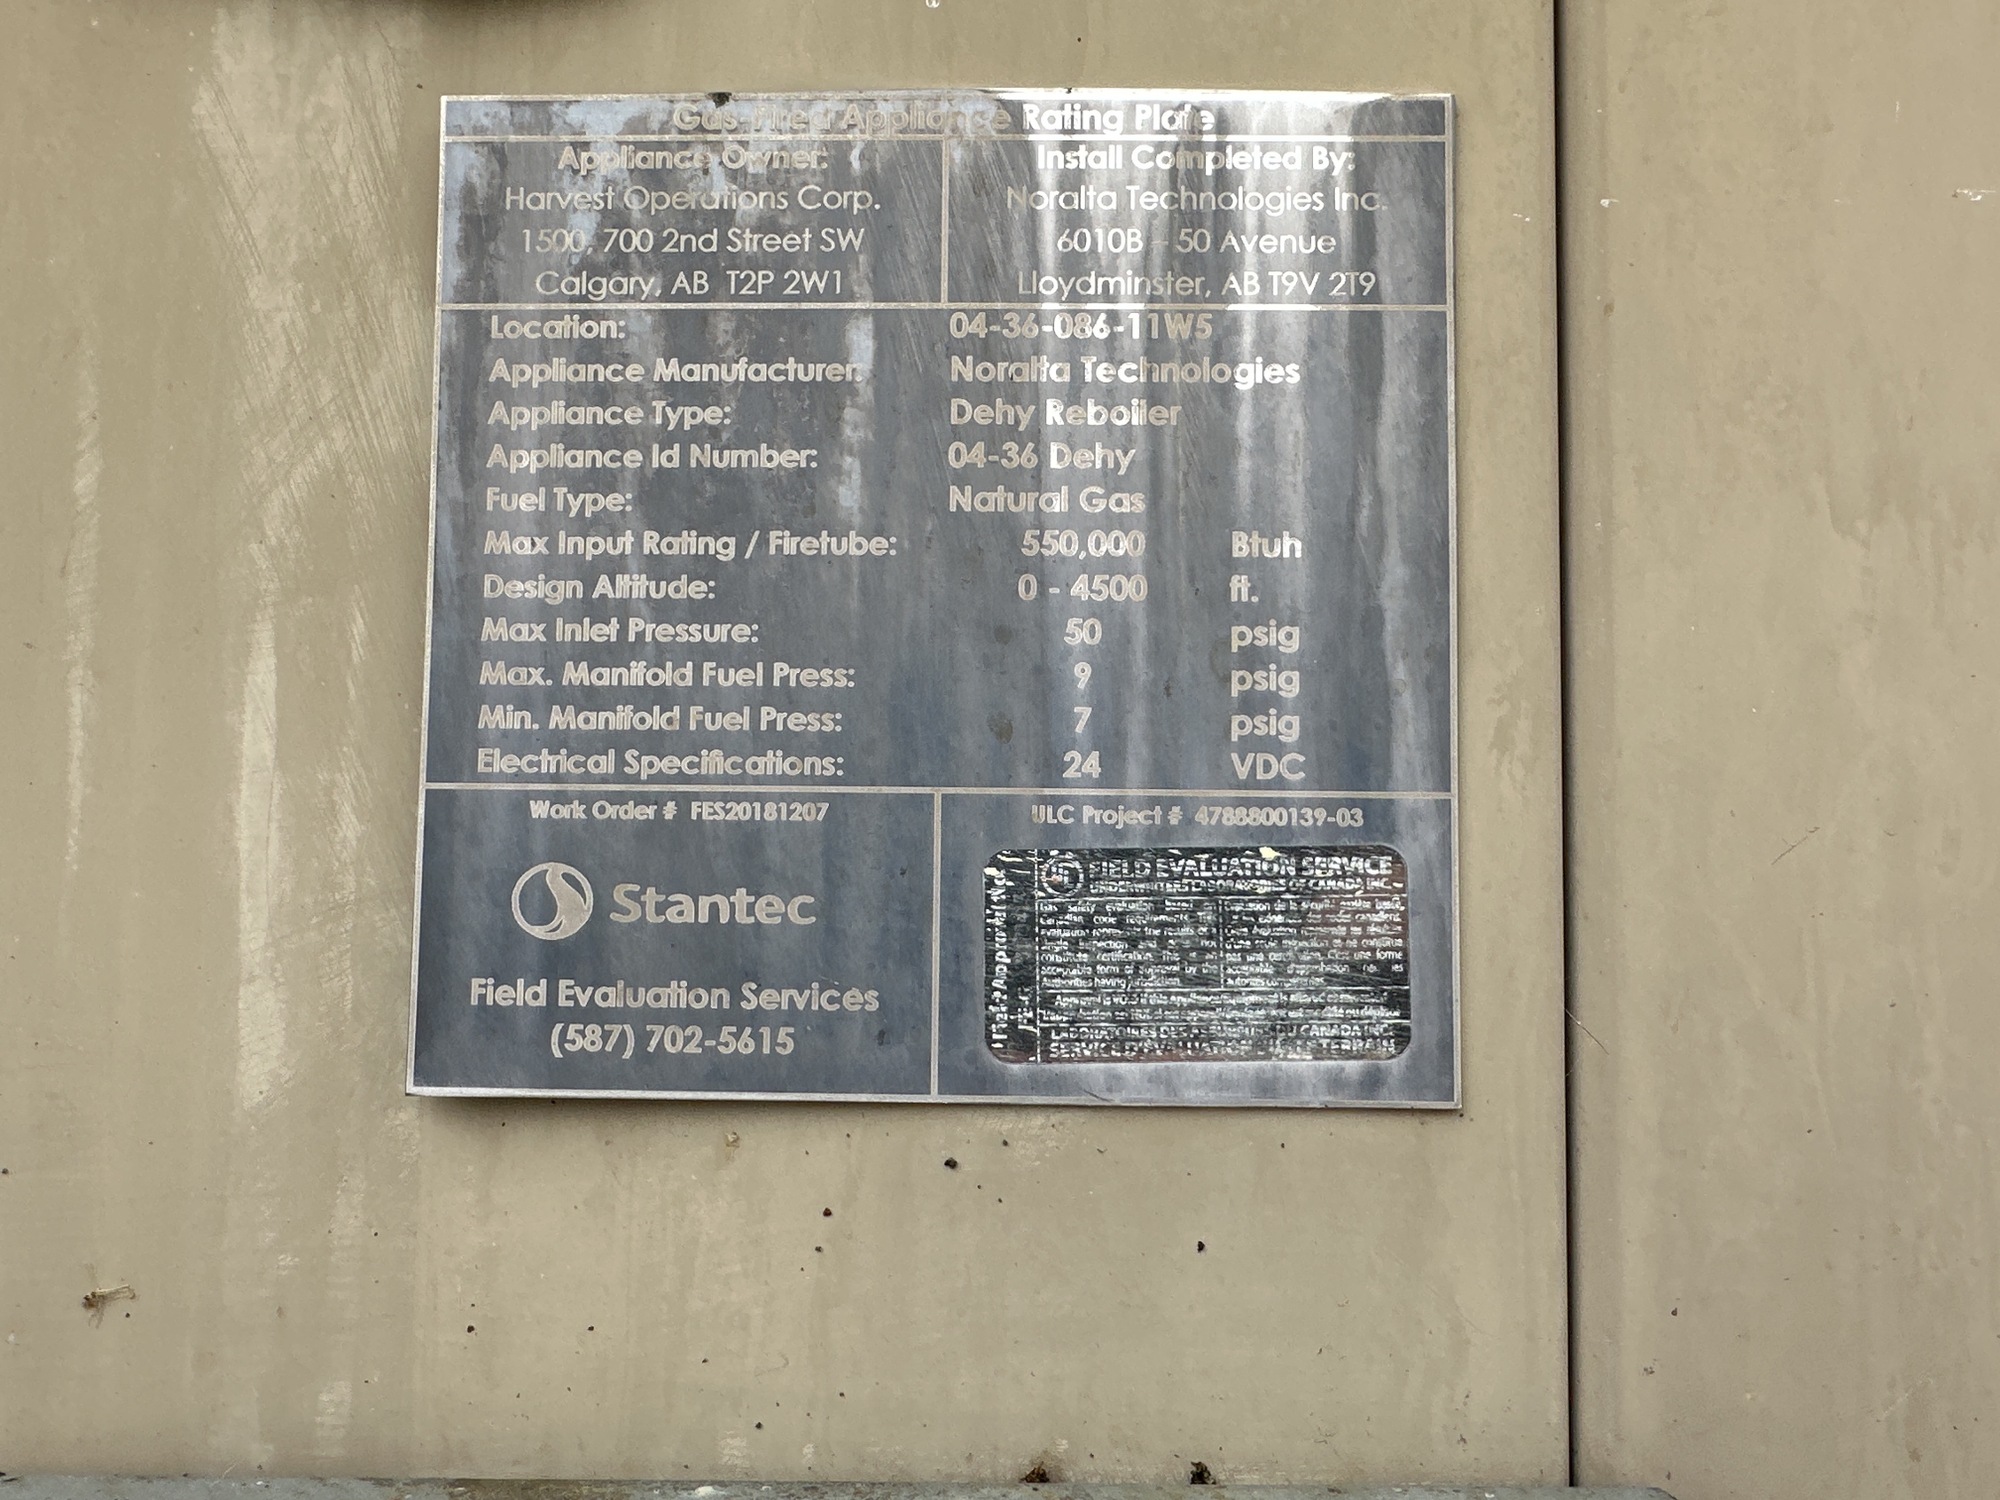 Gas-Fired Appliance Rating Plate
Appliance Owner:
Harvest Operations Corp.
1500, 700 2nd Street SW
Calgary, AB T2P 2W1
Install Completed By:
Noralta Technologies Inc.
6010B - 50 Avenue
Lloydminster, AB T9V 2T9
Location: 04-36-086-11W5
Appliance Manufacturer: Noralta Technologies
Appliance Type: Dehy Reboiler
Appliance Id Number: 04-36 Dehy
Fuel Type: Natural Gas
Max Input Rating / Firetube: 550,000 Btuh
Design Altitude: 0 - 4500 ft.
Max Inlet Pressure: 50 psig
Max. Manifold Fuel Press: 9 psig
Min. Manifold Fuel Press: 7 psig
Electrical Specifications: 24 VDC
Work Order # FES20181207
Stantec
Field Evaluation Services
(587) 702-5615
ULC Project # 4788800139-03
FIELD EVALUATION SERVICE
UNDERWRITERS LABORATORIES OF CANADA INC.